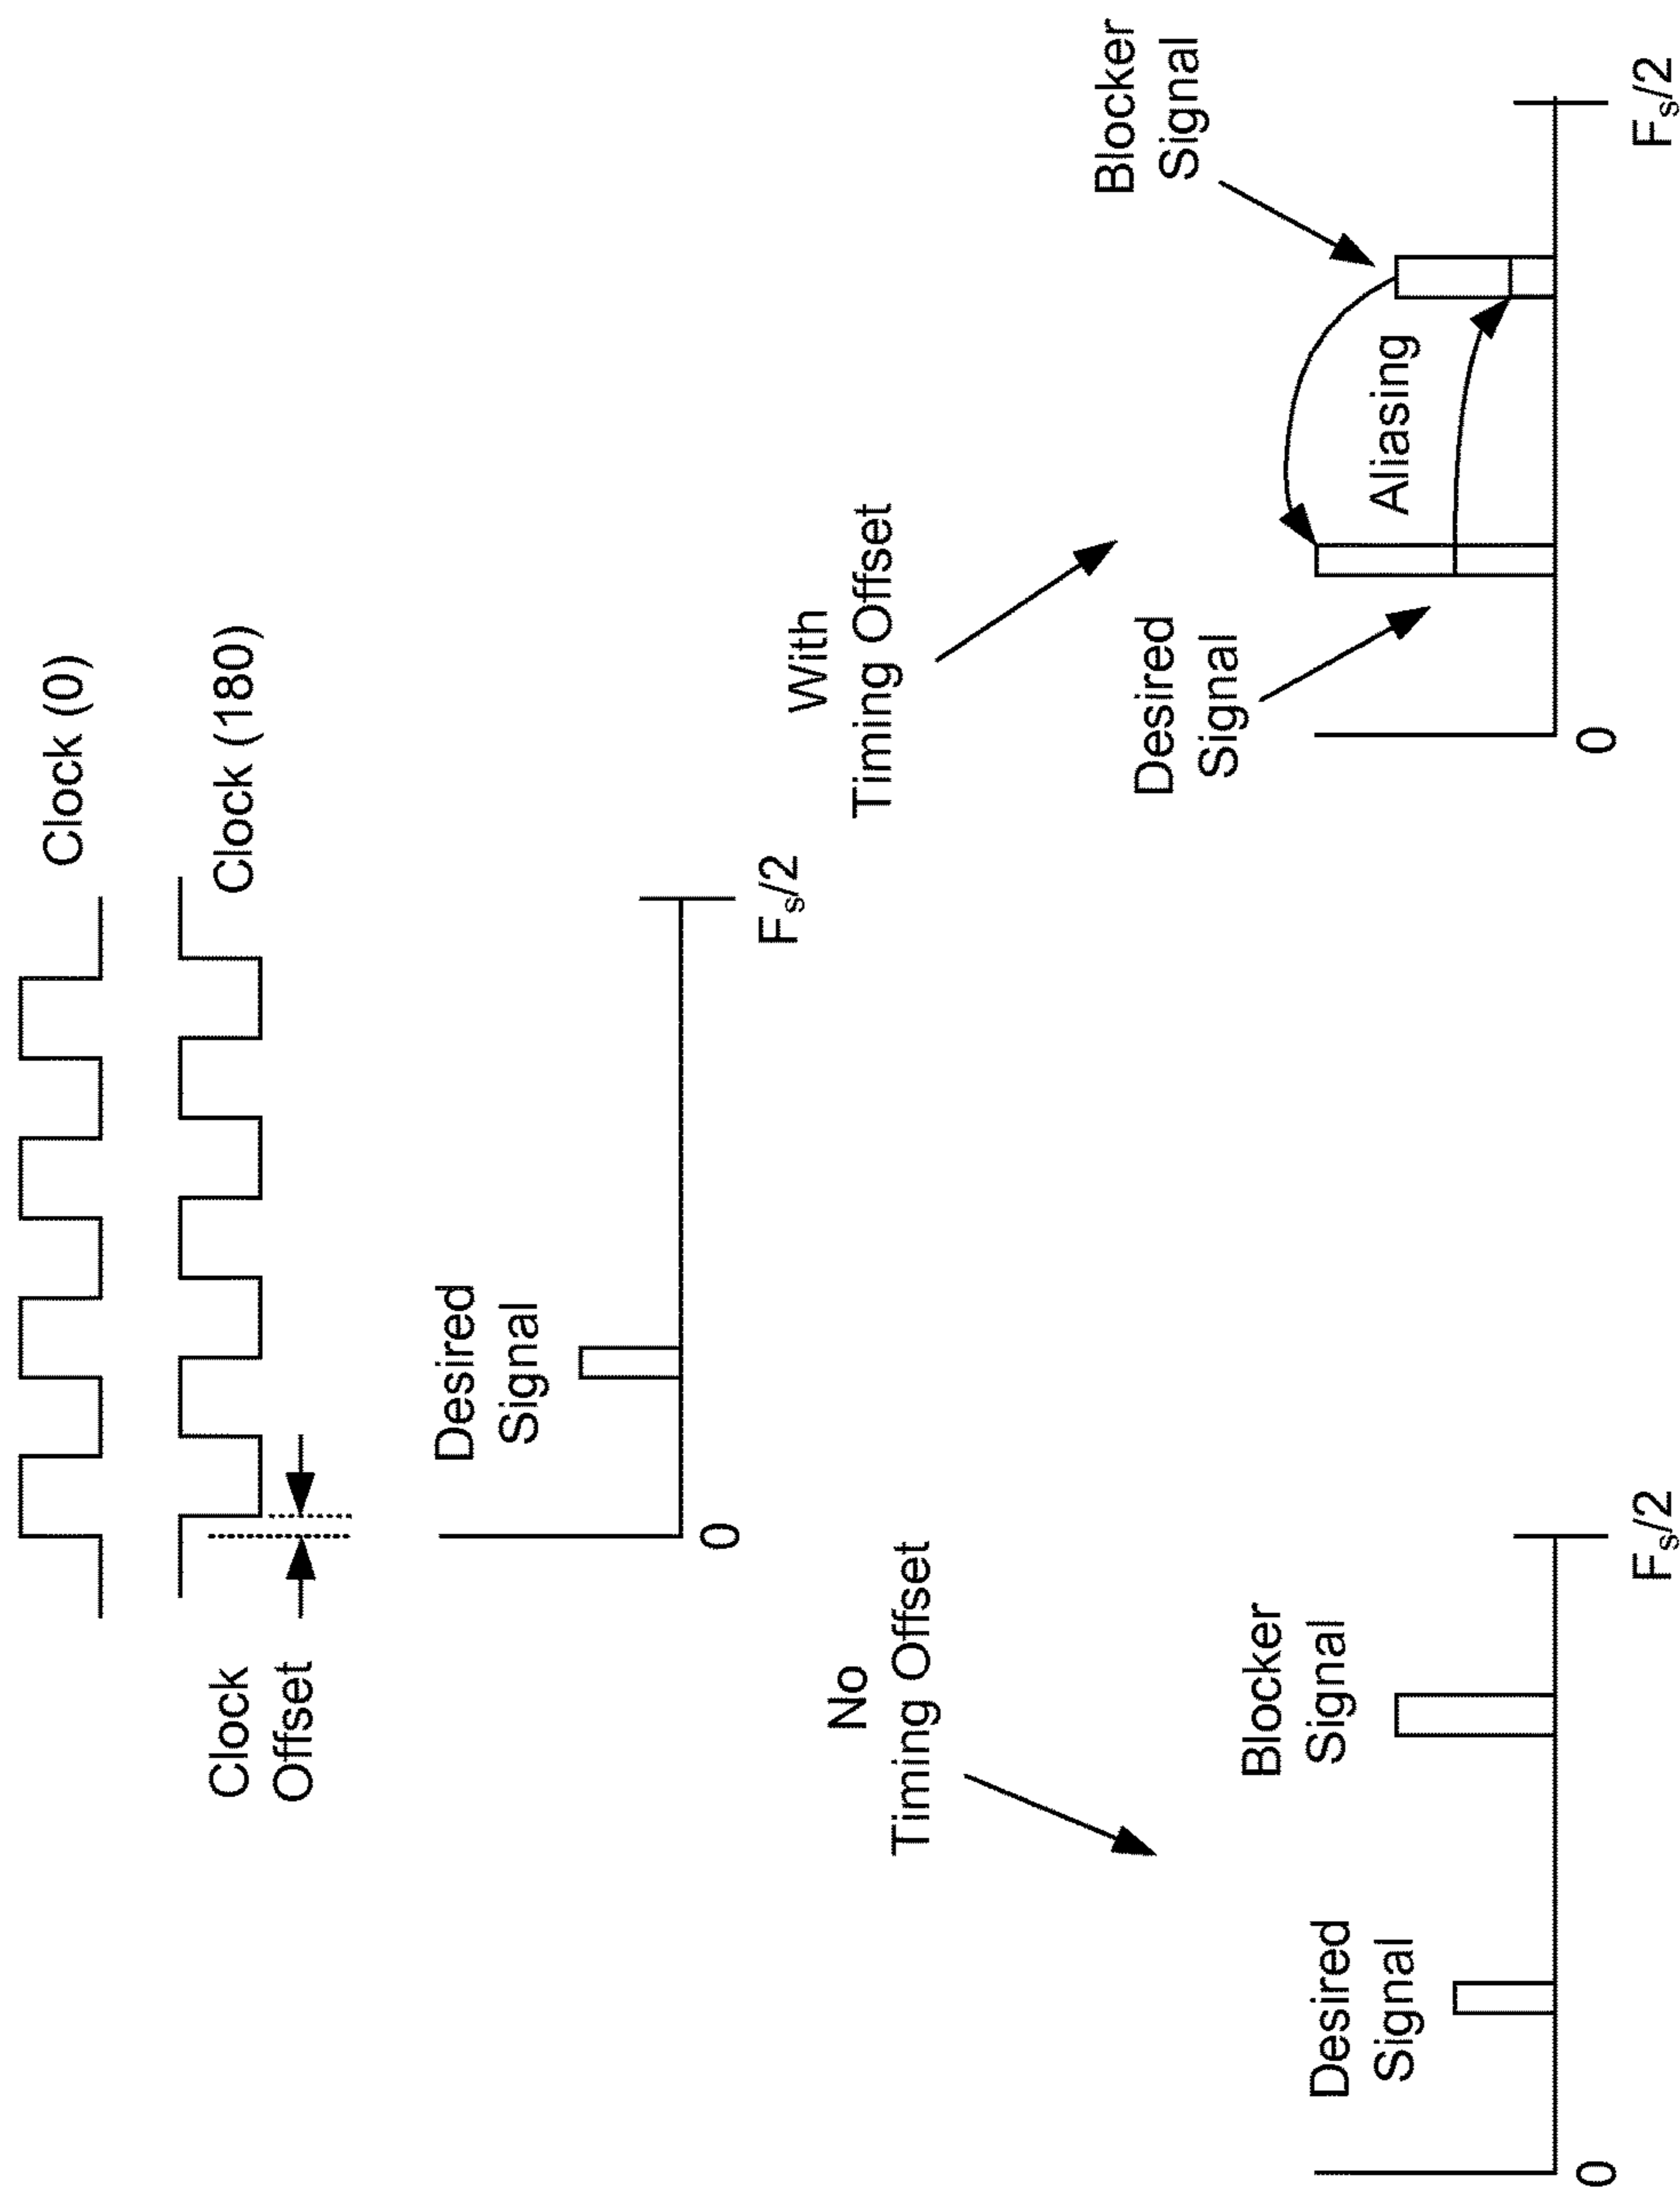 Clock (0)
Clock (180)
Clock
Offset
Desired
Signal
0
Fₛ/2
No
Timing Offset
With
Timing Offset
Desired
Signal
Blocker
Signal
0
Fₛ/2
Desired
Signal
Aliasing
Blocker
Signal
0
Fₛ/2